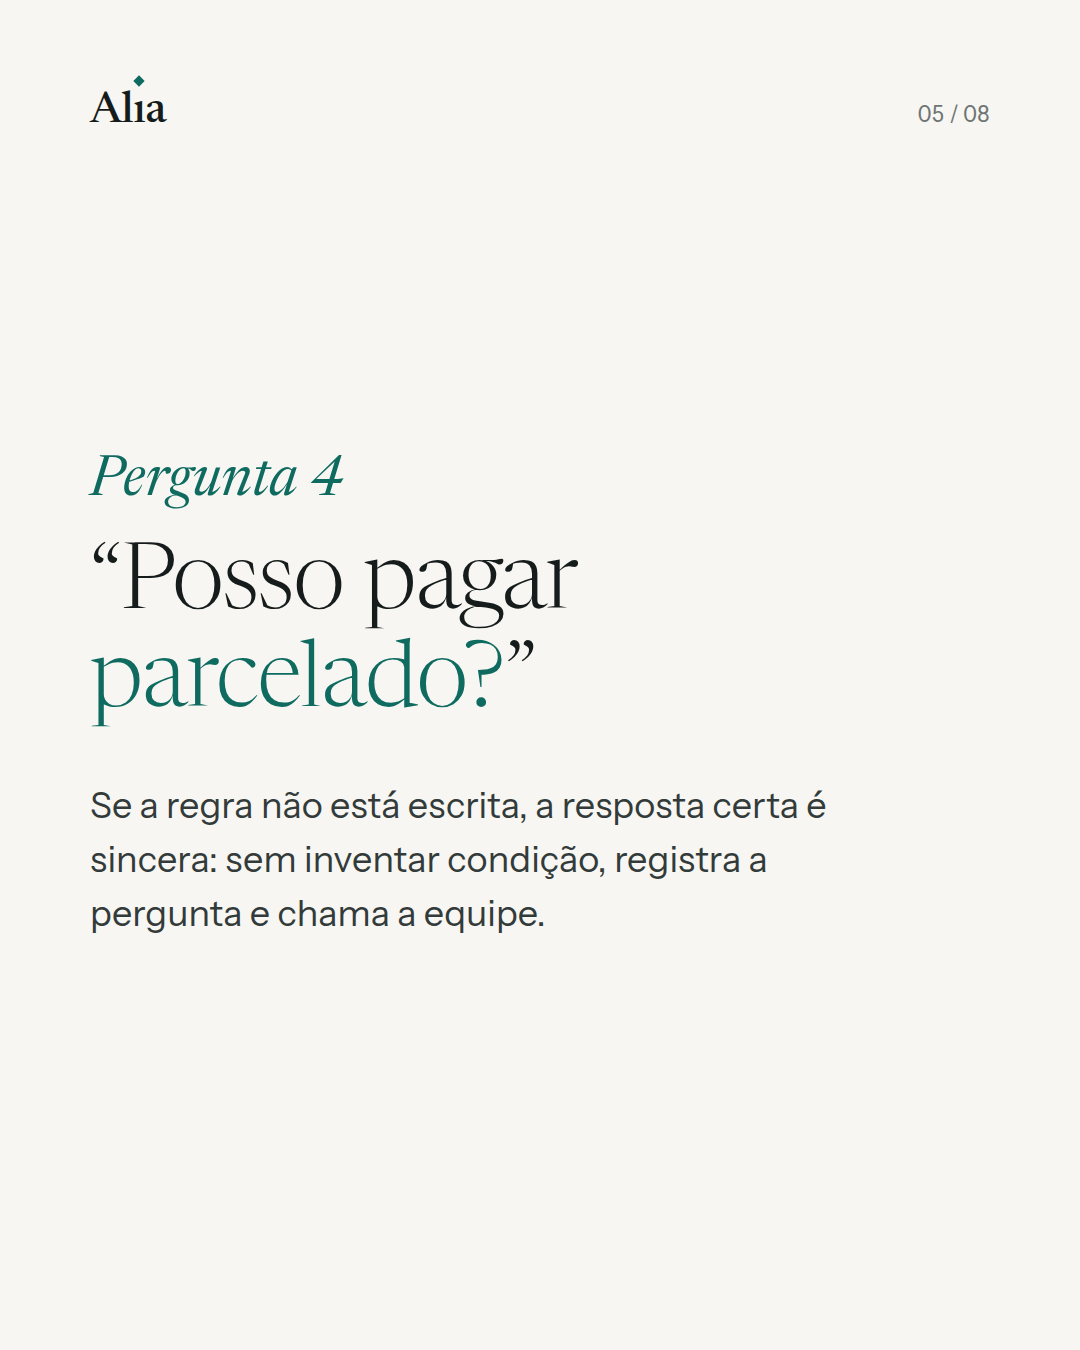 Alia
05 / 08
Pergunta 4
“Posso pagar
parcelado?”
Se a regra não está escrita, a resposta certa é
sincera: sem inventar condição, registra a
pergunta e chama a equipe.